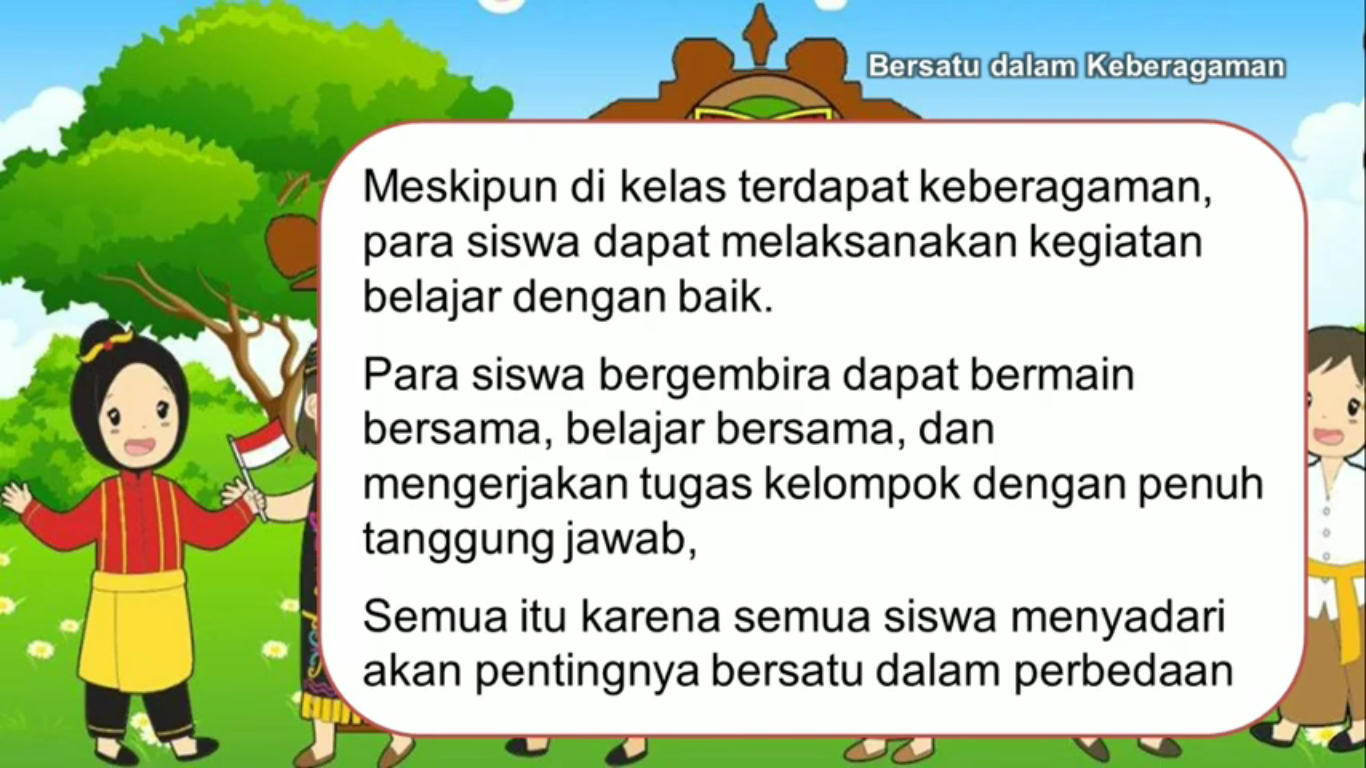 Bersatu dalam Keberagaman
Meskipun di kelas terdapat keberagaman,
para siswa dapat melaksanakan kegiatan
belajar dengan baik.
Para siswa bergembira dapat bermain
bersama, belajar bersama, dan
mengerjakan tugas kelompok dengan penuh
tanggung jawab,
Semua itu karena semua siswa menyadari
akan pentingnya bersatu dalam perbedaan